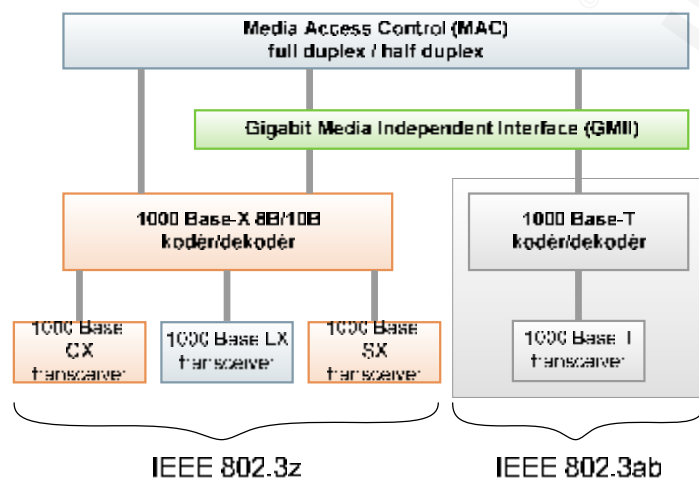 Media Access Control (MAC)
full duplex / half duplex
Gigabit Media Independent Interface (GMII)
1000 Base-X 8B/10B
kodér/dekodér
1000 Base-T
kodér/dekodér
1000 Base
CX
transceiver
1000 Base LX
transceiver
1000 Base
SX
transceiver
1000 Base T
transceiver
IEEE 802.3z
IEEE 802.3ab